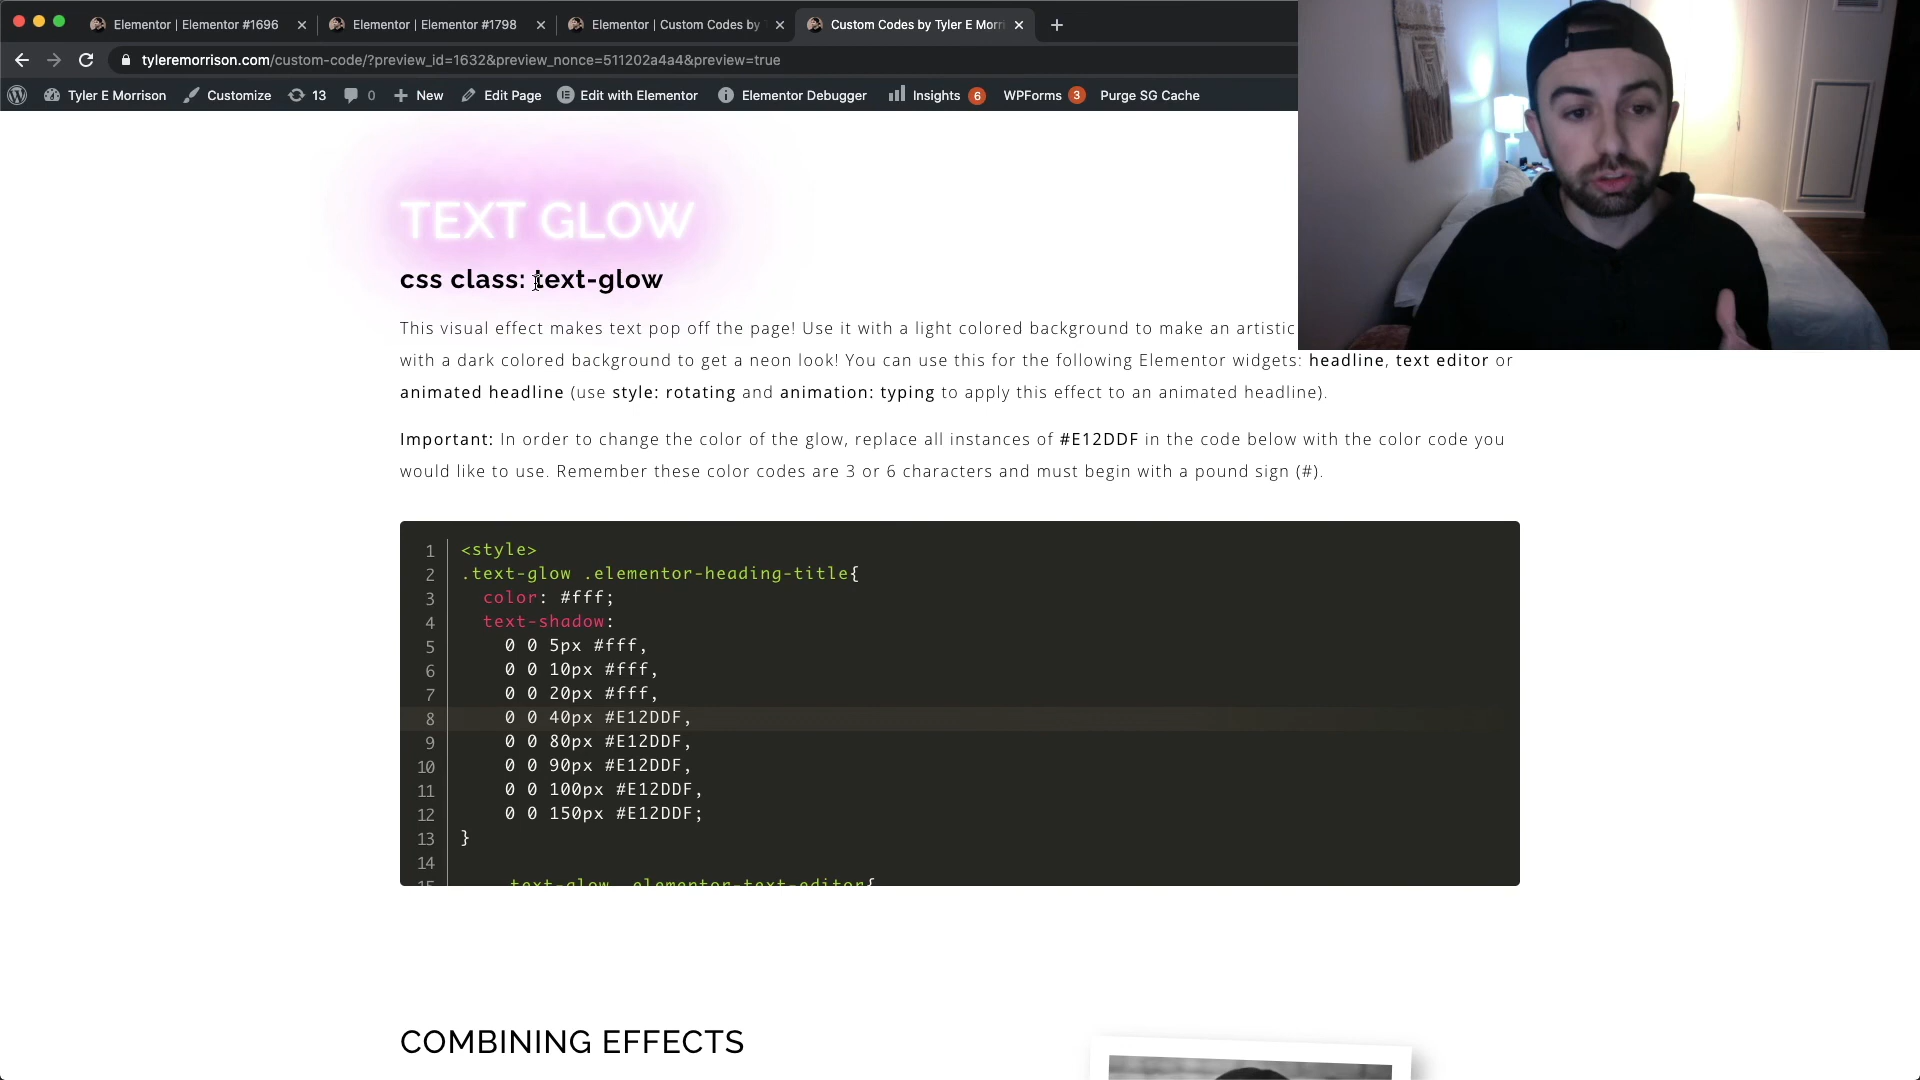 Elementor | Elementor #1696
Elementor | Elementor #1798
Elementor | Custom Codes by
Custom Codes by Tyler E Morri
tyleremorrison.com/custom-code/?preview_id=1632&preview_nonce=511202a4a4&preview=true
Tyler E Morrison Customize 13 0 New Edit Page Edit with Elementor Elementor Debugger Insights 6 WPForms 3 Purge SG Cache
TEXT GLOW
css class: text-glow
This visual effect makes text pop off the page! Use it with a light colored background to make an artistic
with a dark colored background to get a neon look! You can use this for the following Elementor widgets: headline, text editor or
animated headline (use style: rotating and animation: typing to apply this effect to an animated headline).
Important: In order to change the color of the glow, replace all instances of #E12DDF in the code below with the color code you
would like to use. Remember these color codes are 3 or 6 characters and must begin with a pound sign (#).
1 <style>
2 .text-glow .elementor-heading-title{
3 color: #fff;
4 text-shadow:
5 0 0 5px #fff,
6 0 0 10px #fff,
7 0 0 20px #fff,
8 0 0 40px #E12DDF,
9 0 0 80px #E12DDF,
10 0 0 90px #E12DDF,
11 0 0 100px #E12DDF,
12 0 0 150px #E12DDF;
13 }
14
15 .text-glow .elementor-text-editor{
COMBINING EFFECTS